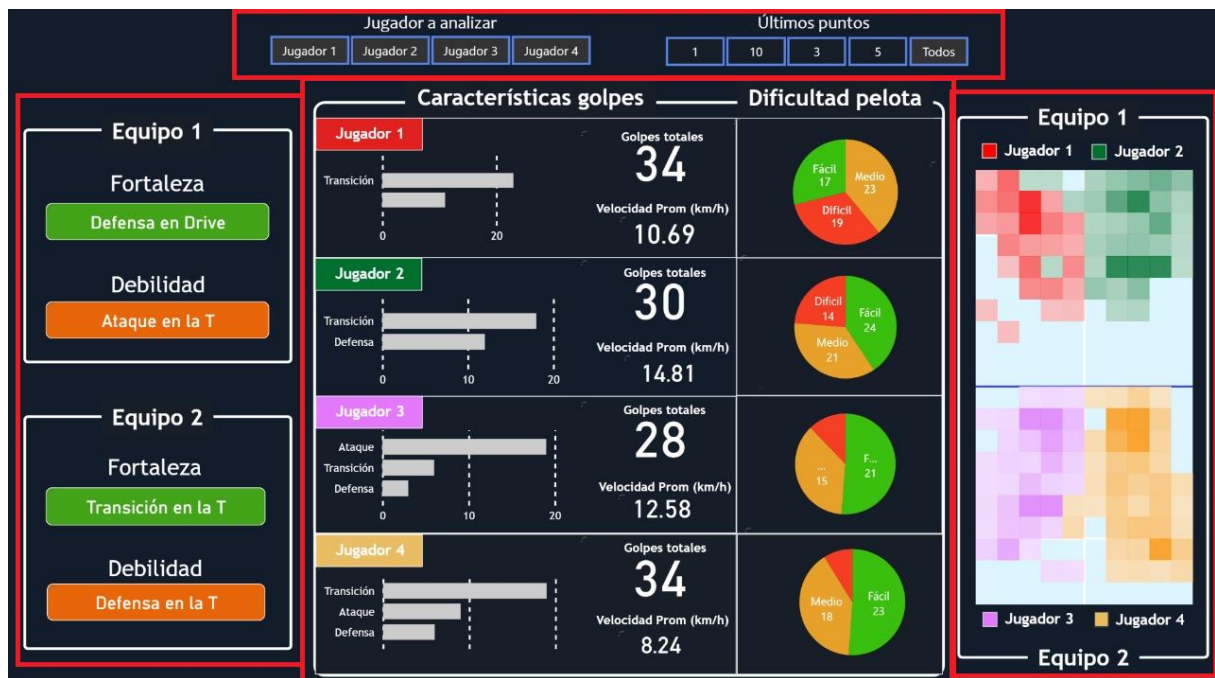 Jugador a analizar
Jugador 1 Jugador 2 Jugador 3 Jugador 4
Últimos puntos
1 10 3 5 Todos
Equipo 1
Fortaleza
Defensa en Drive
Debilidad
Ataque en la T
Equipo 2
Fortaleza
Transición en la T
Debilidad
Defensa en la T
Características golpes
Dificultad pelota
Jugador 1
Transición
0 20
Golpes totales
34
Velocidad Prom (km/h)
10.69
Fácil
17
Medio
23
Dificil
19
Jugador 2
Transición
Defensa
0 10 20
Golpes totales
30
Velocidad Prom (km/h)
14.81
Dificil
14
Fácil
24
Medio
21
Jugador 3
Ataque
Transición
Defensa
0 10 20
Golpes totales
28
Velocidad Prom (km/h)
12.58
...
15
F...
21
Jugador 4
Transición
Ataque
Defensa
Golpes totales
34
Velocidad Prom (km/h)
8.24
Medio
18
Fácil
23
Equipo 1
Jugador 1 Jugador 2
Jugador 3 Jugador 4
Equipo 2